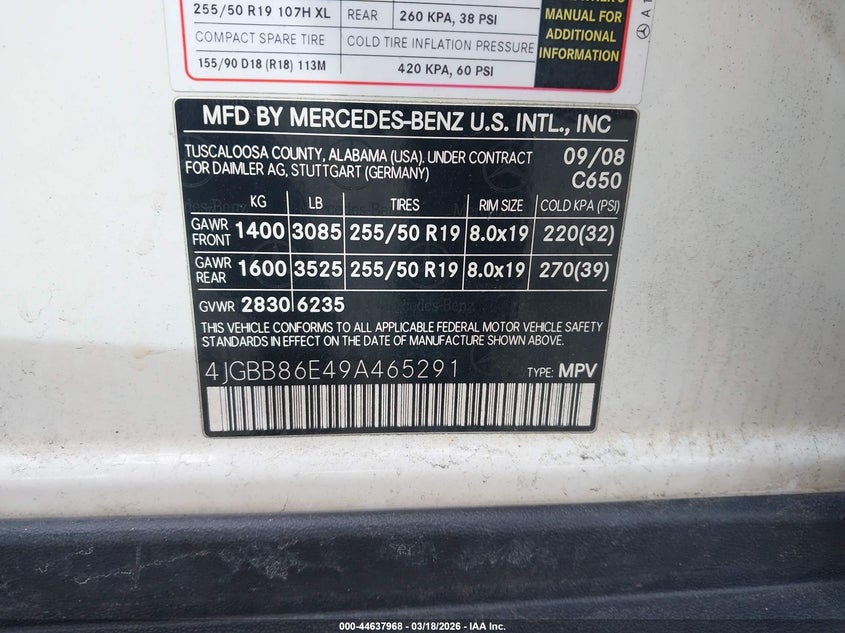 255/50 R19 107H XL REAR 260 KPA, 38 PSI
MANUAL FOR
ADDITIONAL
INFORMATION
COMPACT SPARE TIRE COLD TIRE INFLATION PRESSURE
155/90 D18 (R18) 113M 420 KPA, 60 PSI
MFD BY MERCEDES-BENZ U.S. INTL., INC
TUSCALOOSA COUNTY, ALABAMA (USA). UNDER CONTRACT 09/08
FOR DAIMLER AG, STUTTGART (GERMANY) C650
KG LB TIRES RIM SIZE COLD KPA (PSI)
GAWR FRONT 1400 3085 255/50 R19 8.0x19 220(32)
GAWR REAR 1600 3525 255/50 R19 8.0x19 270(39)
GVWR 2830 6235
THIS VEHICLE CONFORMS TO ALL APPLICABLE FEDERAL MOTOR VEHICLE SAFETY
STANDARDS IN EFFECT ON THE DATE OF MANUFACTURE SHOWN ABOVE.
4JGBB86E49A465291 TYPE: MPV
000-44637968 - 03/18/2026 - IAA Inc.